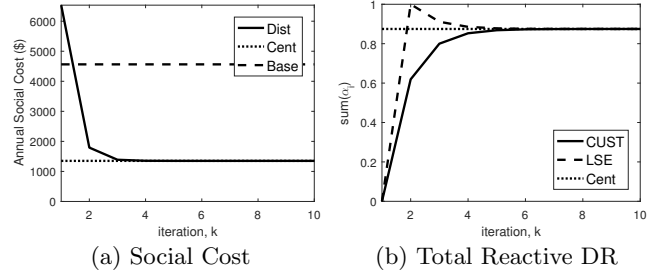 Annual Social Cost ($)
6000
5000
4000
3000
2000
1000
0
Dist
Cent
Base
2 4 6 8 10
iteration, k
(a) Social Cost
sum(αᵢ)
1
0.8
0.6
0.4
0.2
0
CUST
LSE
Cent
2 4 6 8 10
iteration, k
(b) Total Reactive DR